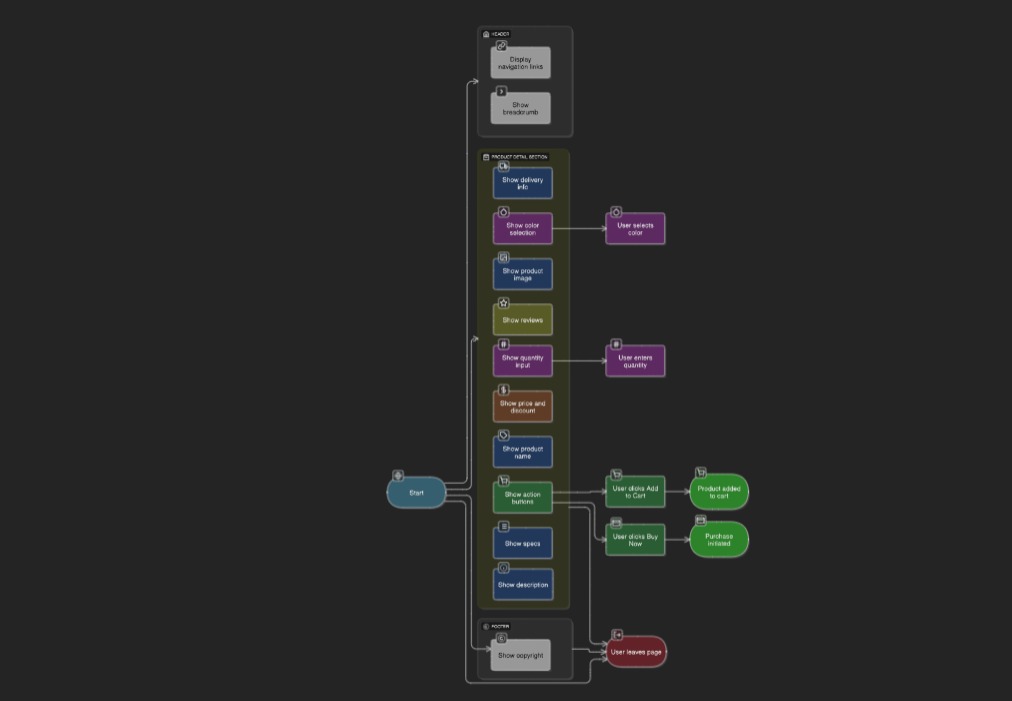 HEADER
Display
navigation links
Show
breadcrumb
PRODUCT DETAIL SECTION
Show delivery
info
Show color
selection
User selects
color
Show product
image
Show reviews
Show quantity
input
User enters
quantity
Show price and
discount
Show product
name
Start
Show action
buttons
User clicks Add
to Cart
Product added
to cart
User clicks Buy
Now
Purchase
initiated
Show specs
Show description
FOOTER
Show copyright
User leaves page